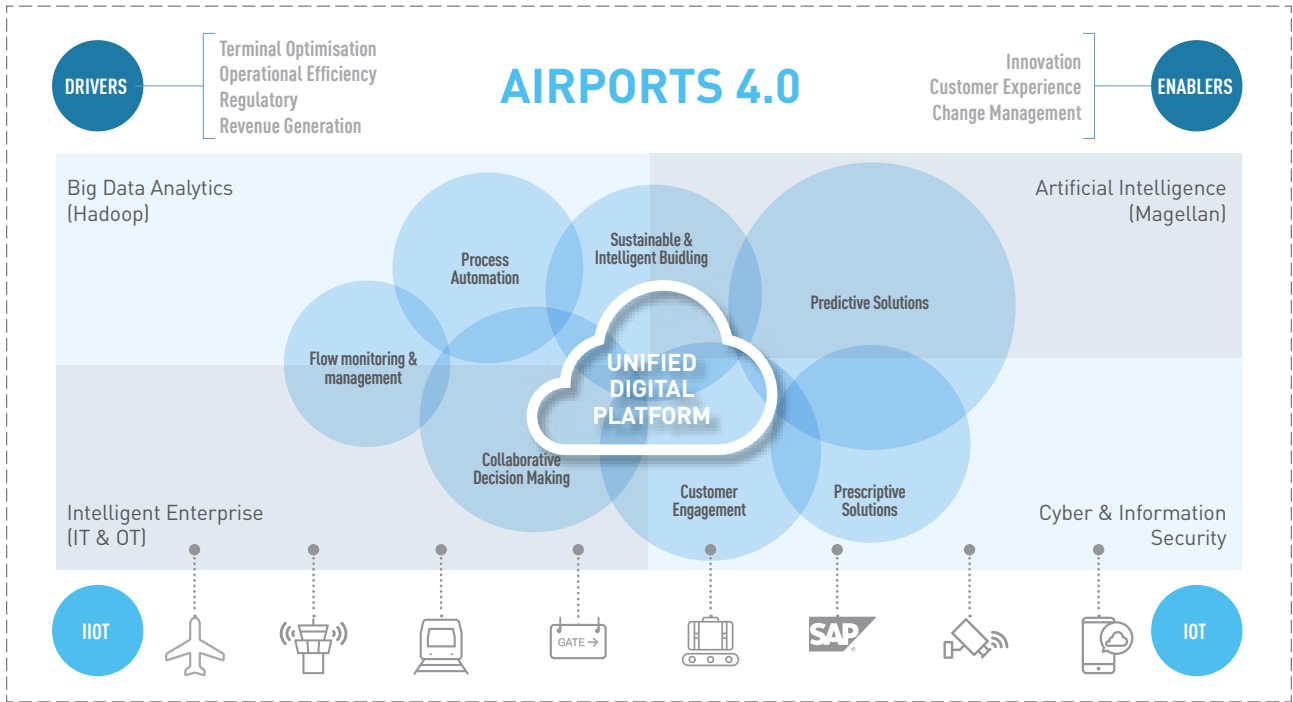 DRIVERS
Terminal Optimisation
Operational Efficiency
Regulatory
Revenue Generation
AIRPORTS 4.0
Innovation
Customer Experience
Change Management
ENABLERS
Big Data Analytics
(Hadoop)
Artificial Intelligence
(Magellan)
Process
Automation
Sustainable &
Intelligent Buidling
Predictive Solutions
Flow monitoring &
management
UNIFIED
DIGITAL
PLATFORM
Collaborative
Decision Making
Customer
Engagement
Prescriptive
Solutions
Intelligent Enterprise
(IT & OT)
Cyber & Information
Security
IIOT
GATE →
SAP
®
IOT